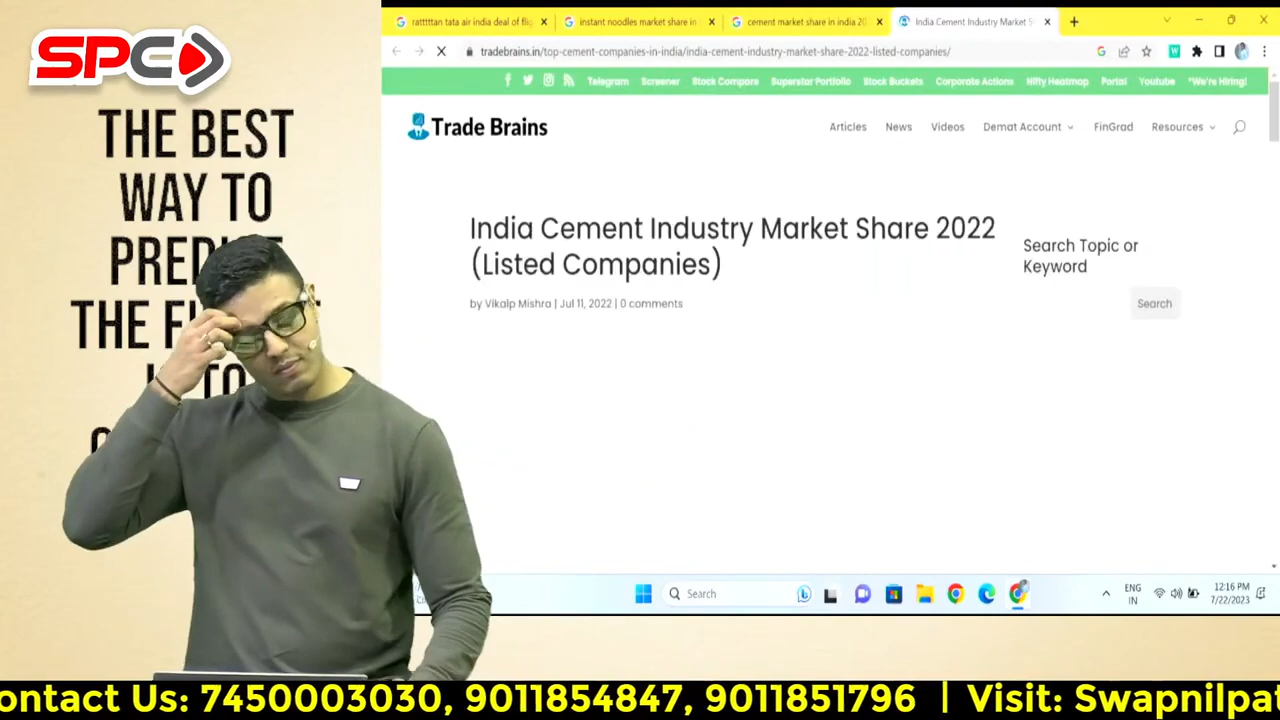 SPC
THE BEST
WAY TO
THE
ratttttan tata air india deal of fli
instant noodles market share in
cement market share in india 20
India Cement Industry Market S
tradebrains.in/top-cement-companies-in-india/india-cement-industry-market-share-2022-listed-companies/
Telegram Screener Stock Compare Superstar Portfolio Stock Buckets Corporate Actions Nifty Heatmap Portal Youtube *We're Hiring!
Trade Brains
Articles News Videos Demat Account FinGrad Resources
India Cement Industry Market Share 2022
(Listed Companies)
by Vikalp Mishra | Jul 11, 2022 | 0 comments
Search Topic or
Keyword
Search
Search
ENG
IN
12:16 PM
7/22/2023
ontact Us: 7450003030, 9011854847, 9011851796 | Visit: Swapnilpa